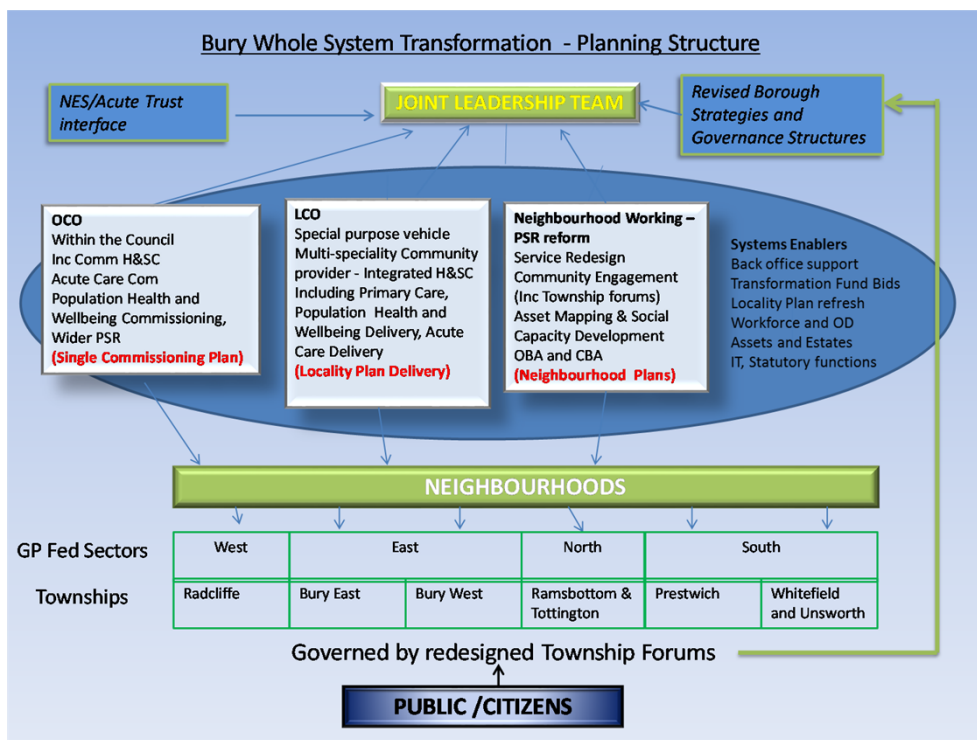 Bury Whole System Transformation - Planning Structure
NES/Acute Trust
interface
JOINT LEADERSHIP TEAM
Revised Borough
Strategies and
Governance Structures
OCO
Within the Council
Inc Comm H&SC
Acute Care Com
Population Health and
Wellbeing Commissioning,
Wider PSR
(Single Commissioning Plan)
LCO
Special purpose vehicle
Multi-speciality Community
provider - Integrated H&SC
Including Primary Care,
Population Health and
Wellbeing Delivery, Acute
Care Delivery
(Locality Plan Delivery)
Neighbourhood Working –
PSR reform
Service Redesign
Community Engagement
(Inc Township forums)
Asset Mapping & Social
Capacity Development
OBA and CBA
(Neighbourhood Plans)
Systems Enablers
Back office support
Transformation Fund Bids
Locality Plan refresh
Workforce and OD
Assets and Estates
IT, Statutory functions
NEIGHBOURHOODS
GP Fed Sectors
West
East
North
South
Townships
Radcliffe
Bury East
Bury West
Ramsbottom &
Tottington
Prestwich
Whitefield
and Unsworth
Governed by redesigned Township Forums
PUBLIC /CITIZENS